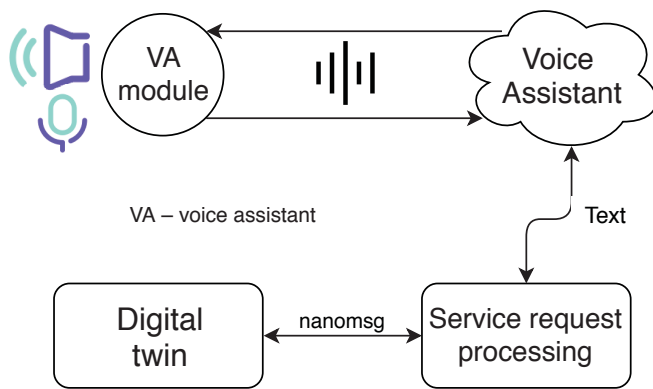 VA
module
Voice
Assistant
VA – voice assistant
Text
Digital
twin
nanomsg
Service request
processing